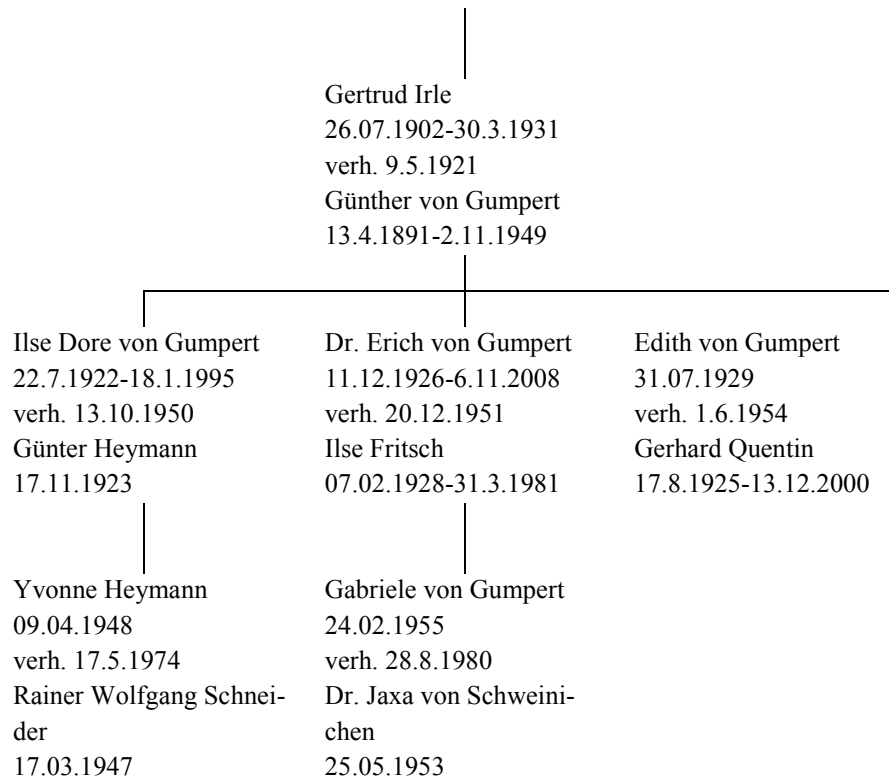 Gertrud Irle
26.07.1902-30.3.1931
verh. 9.5.1921
Günther von Gumpert
13.4.1891-2.11.1949
Ilse Dore von Gumpert
22.7.1922-18.1.1995
verh. 13.10.1950
Günter Heymann
17.11.1923
Dr. Erich von Gumpert
11.12.1926-6.11.2008
verh. 20.12.1951
Ilse Fritsch
07.02.1928-31.3.1981
Edith von Gumpert
31.07.1929
verh. 1.6.1954
Gerhard Quentin
17.8.1925-13.12.2000
Yvonne Heymann
09.04.1948
verh. 17.5.1974
Rainer Wolfgang Schnei-
der
17.03.1947
Gabriele von Gumpert
24.02.1955
verh. 28.8.1980
Dr. Jaxa von Schweini-
chen
25.05.1953